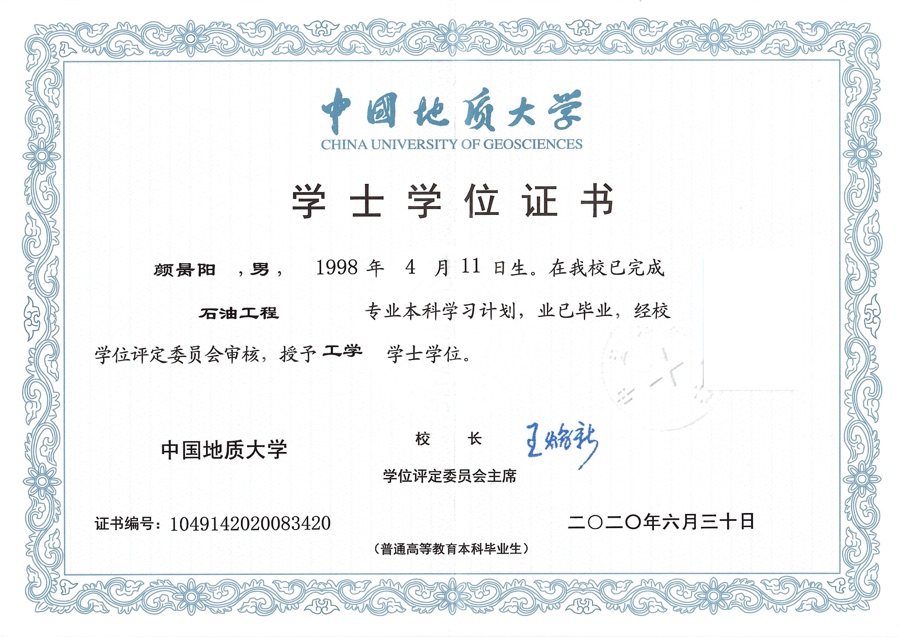 中国地质大学
CHINA UNIVERSITY OF GEOSCIENCES
学士学位证书
颜景阳 ,男, 1998 年 4 月 11 日生。在我校已完成
石油工程 专业本科学习计划,业已毕业,经校
学位评定委员会审核,授予 工学 学士学位。
中国地质大学
校 长 王焰新
学位评定委员会主席
证书编号:1049142020083420
二〇二〇年六月三十日
(普通高等教育本科毕业生)